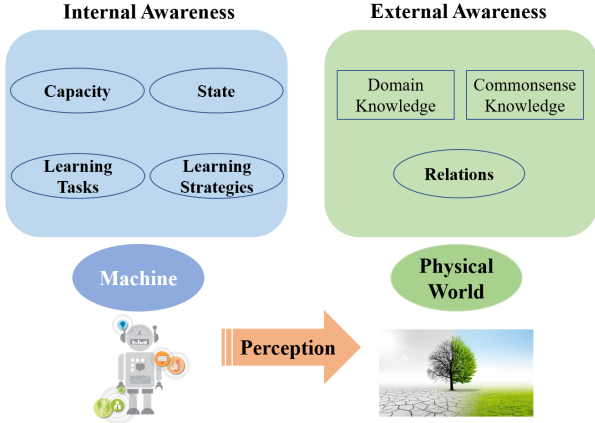 Internal Awareness
External Awareness
Capacity
State
Learning
Tasks
Learning
Strategies
Domain
Knowledge
Commonsense
Knowledge
Relations
Machine
Physical
World
Perception